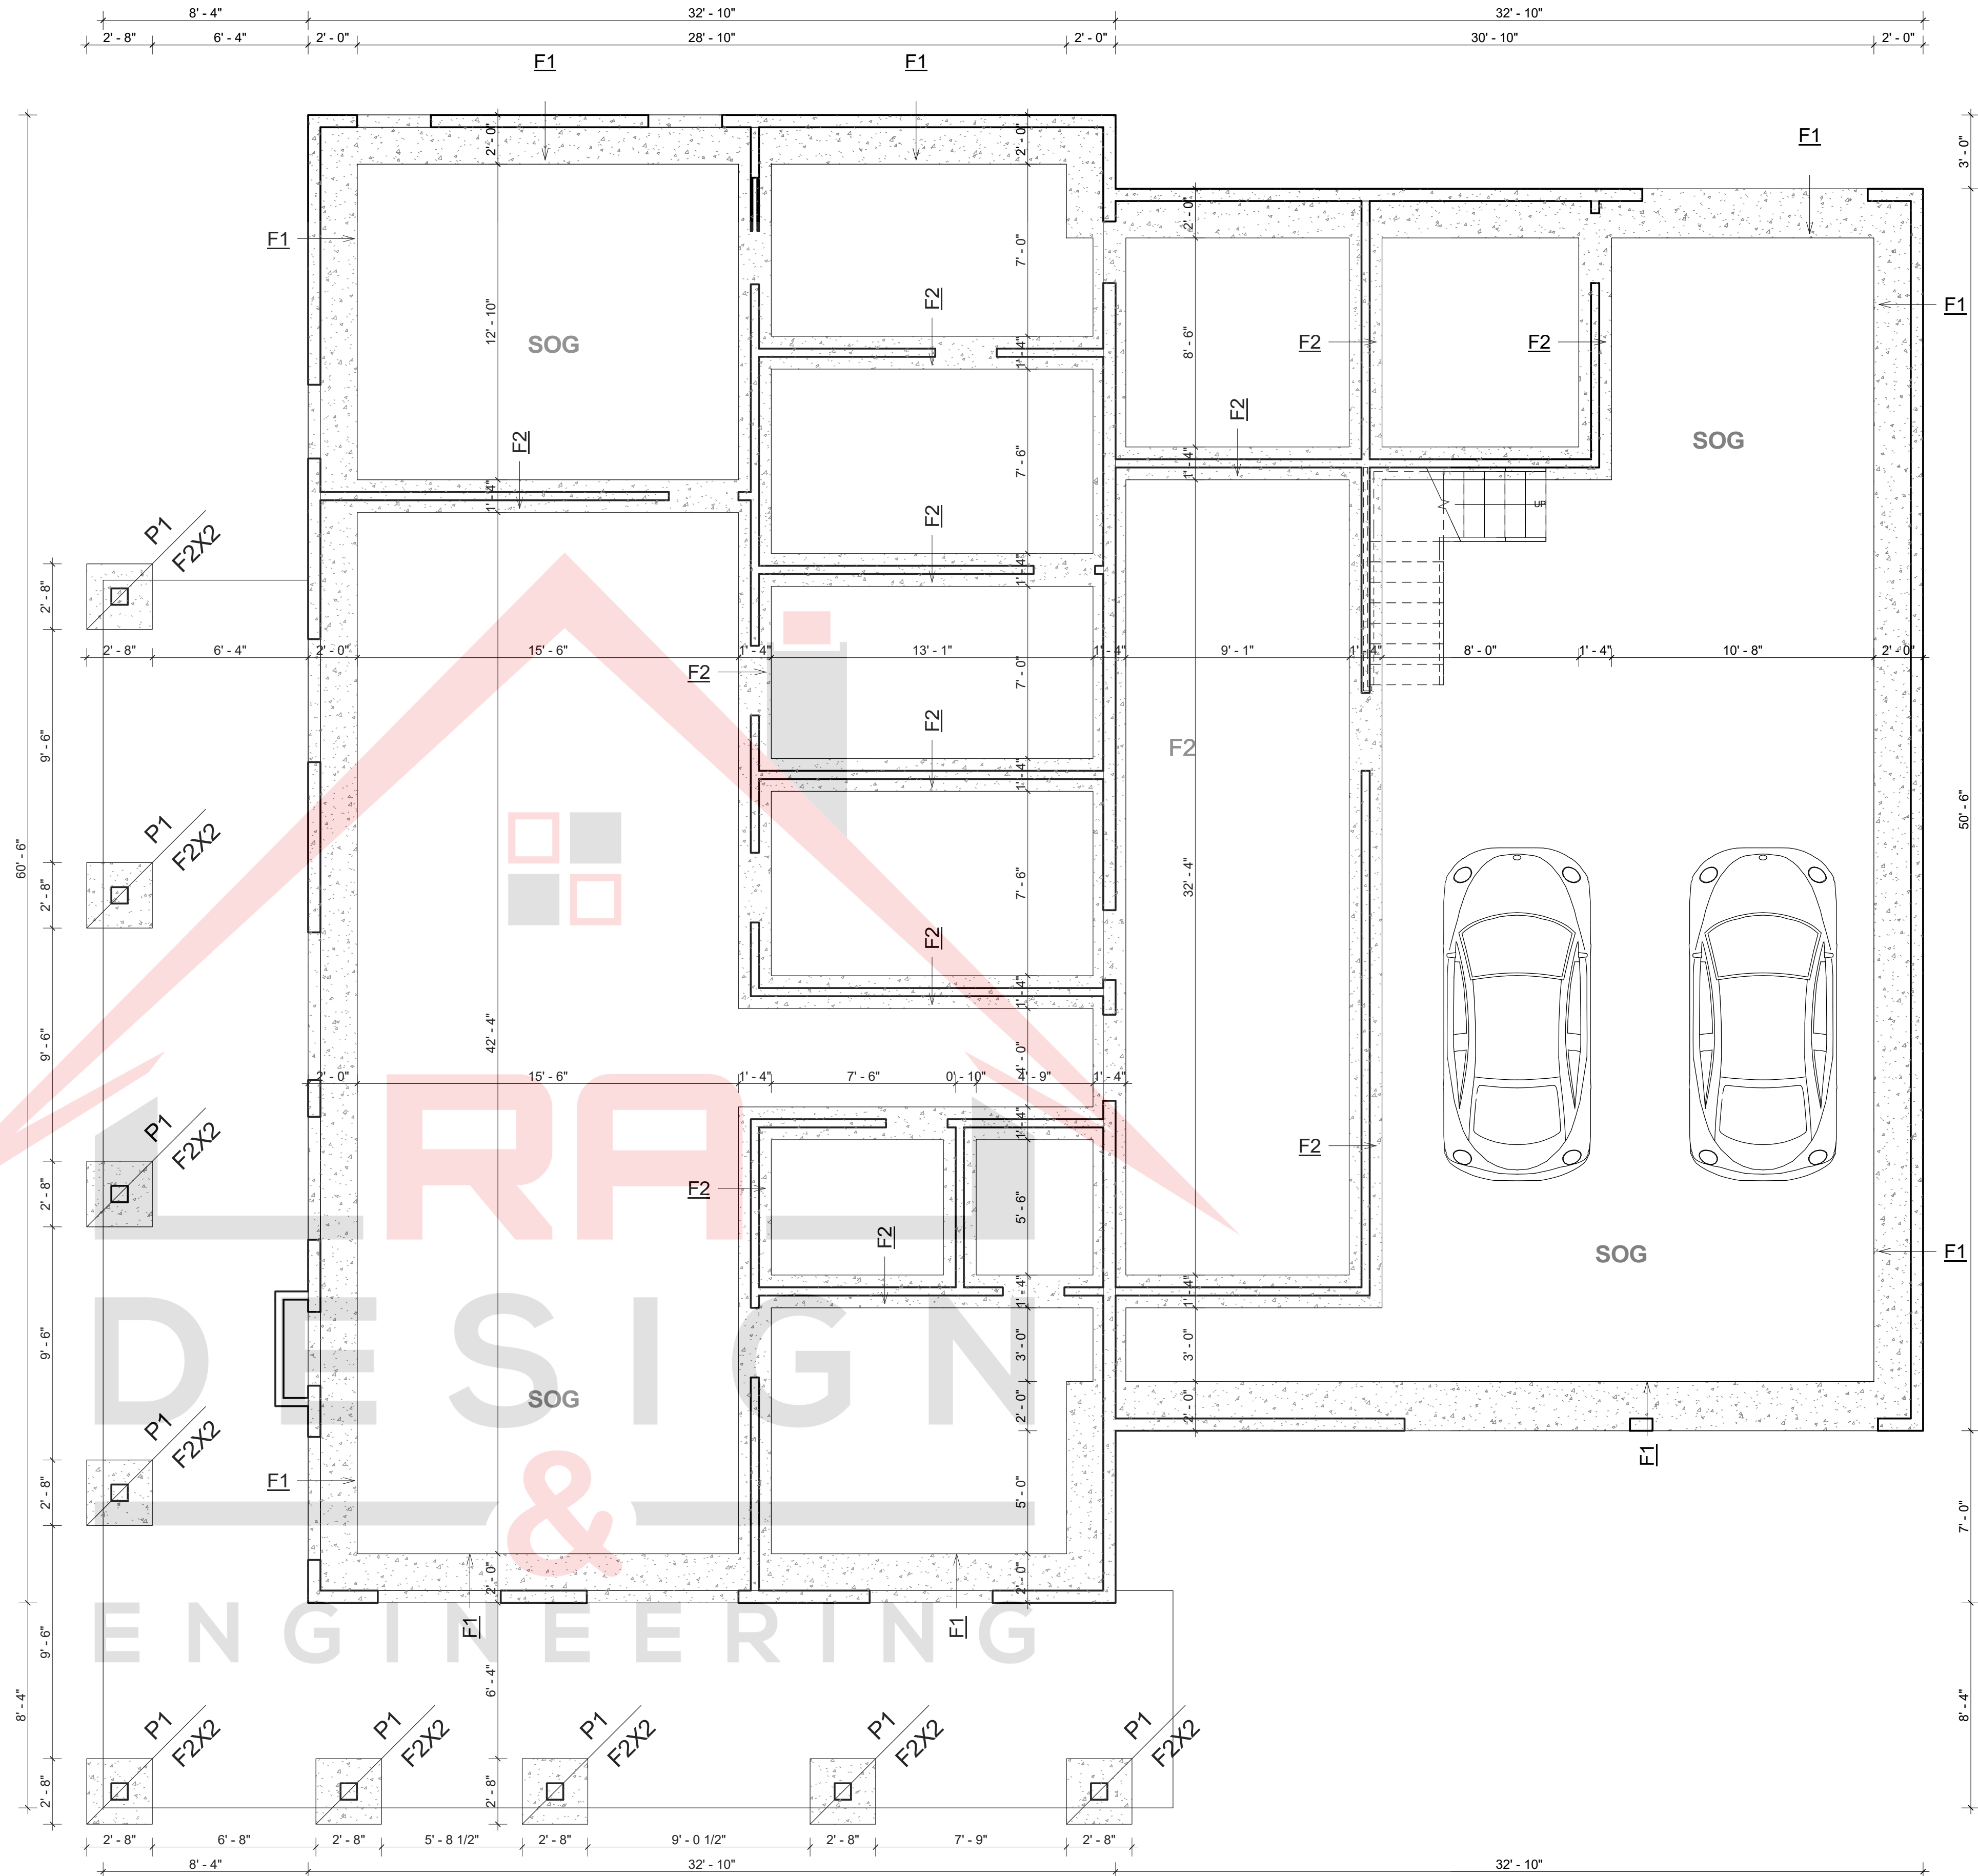 8' - 4" 32' - 10" 32' - 10"
2' - 8" 6' - 4" 2' - 0" 28' - 10" 2' - 0" 30' - 10" 2' - 0"
F1 F1
F1
3' - 0"
2' - 0" 2' - 0"
2' - 0"
F1
7' - 0"
F2
F1
12' - 10"
SOG
8' - 6"
F2 F2
1' - 4"
F2
F2
SOG
1' - 4"
7' - 6"
1' - 4"
UP
F2
P1
F2X2
2' - 8"
1' - 4"
2' - 8" 6' - 4" 2' - 0" 15' - 6" 1' - 4" 13' - 1" 1' - 4" 9' - 1" 1' - 4" 8' - 0" 1' - 4" 10' - 8" 2' - 0"
F2
7' - 0"
F2
9' - 6"
F2
1' - 4"
50' - 6"
P1
F2X2
60' - 6"
2' - 8"
7' - 6"
32' - 4"
F2
1' - 4"
9' - 6"
42' - 4"
4' - 0"
2' - 0" 15' - 6" 1' - 4" 7' - 6" 0' - 10" 4' - 9" 1' - 4"
RA
P1
F2X2
1' - 4"
F2
2' - 8"
F2
5' - 6"
F2
SOG
F1
1' - 4" 1' - 4"
9' - 6"
3' - 0" 3' - 0"
DESIGN
SOG
2' - 0" 2' - 0"
P1
F2X2
F1
F1
2' - 8"
5' - 0"
7' - 0"
&
2' - 0" 2' - 0"
F1 F1
ENGINEERING
9' - 6"
6' - 4"
8' - 4"
8' - 4"
P1 P1 P1 P1 P1
F2X2 F2X2 F2X2 F2X2 F2X2
2' - 8" 2' - 8"
2' - 8" 6' - 8" 2' - 8" 5' - 8 1/2" 2' - 8" 9' - 0 1/2" 2' - 8" 7' - 9" 2' - 8"
8' - 4" 32' - 10" 32' - 10"